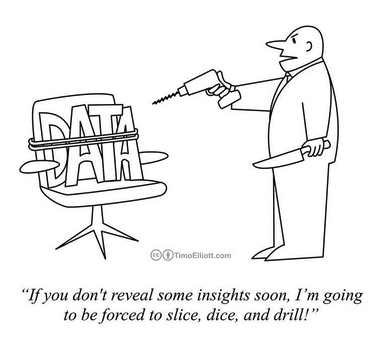 DATA
TimoElliott.com
“If you don't reveal some insights soon, I’m going
to be forced to slice, dice, and drill!”